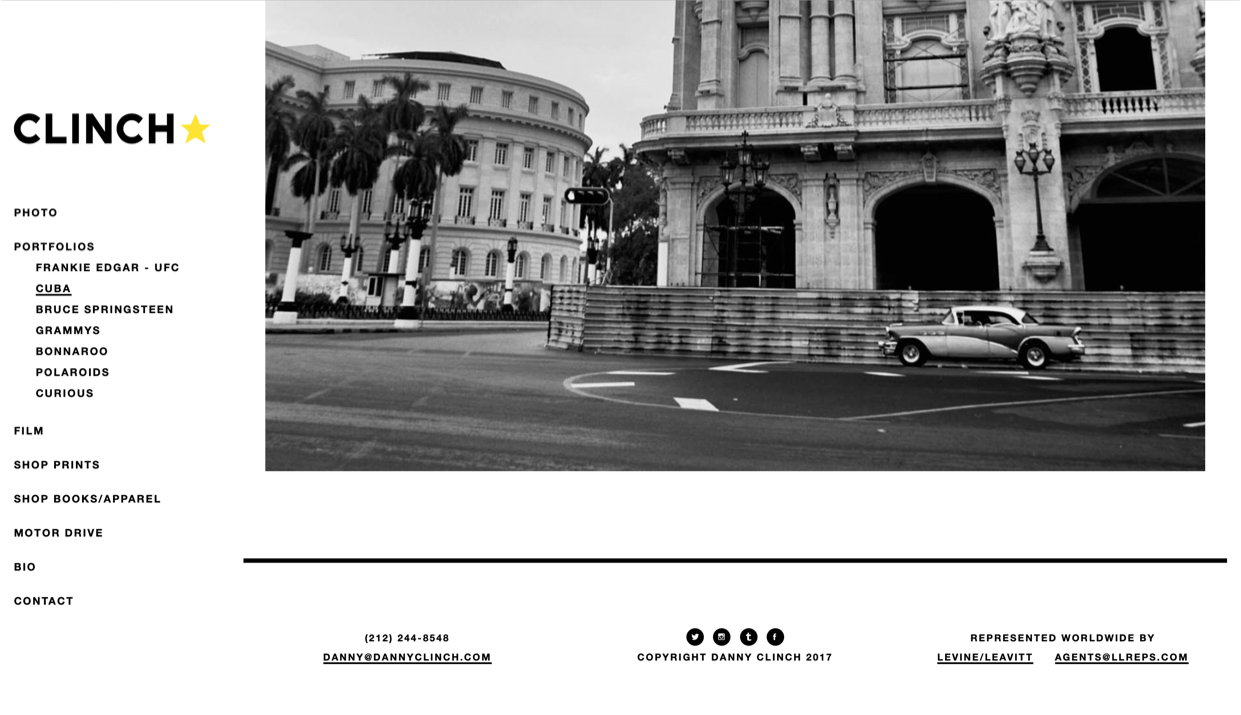 CLINCH
PHOTO
PORTFOLIOS
FRANKIE EDGAR - UFC
CUBA
BRUCE SPRINGSTEEN
GRAMMYS
BONNAROO
POLAROIDS
CURIOUS
FILM
SHOP PRINTS
SHOP BOOKS/APPAREL
MOTOR DRIVE
BIO
CONTACT
(212) 244-8548
DANNY@DANNYCLINCH.COM
COPYRIGHT DANNY CLINCH 2017
REPRESENTED WORLDWIDE BY
LEVINE/LEAVITT AGENTS@LLREPS.COM